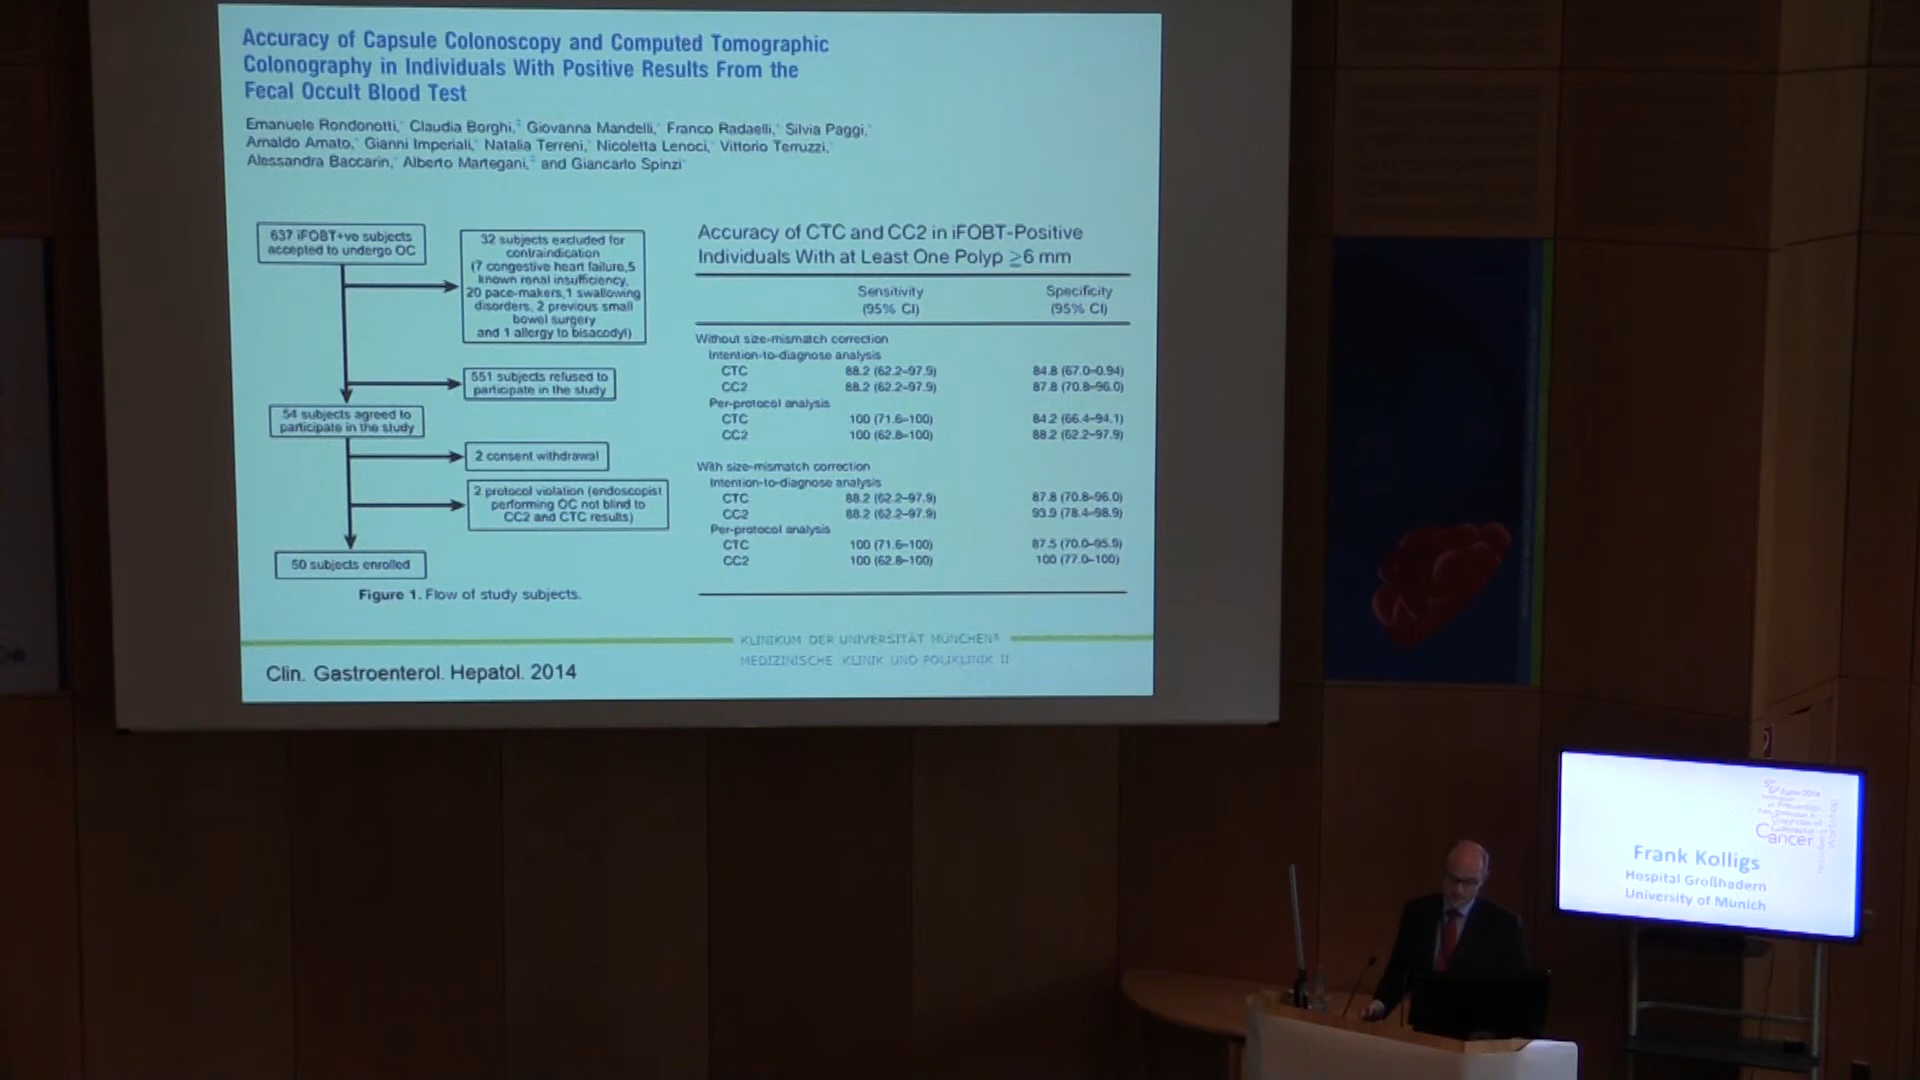 Accuracy of Capsule Colonoscopy and Computed Tomographic
Colonography in Individuals With Positive Results From the
Fecal Occult Blood Test
Emanuele Rondonotti, Claudia Borghi, Giovanna Mandelli, Franco Radaelli, Silvia Paggi,
Arnaldo Amato, Gianni Imperiali, Natalia Terreni, Nicoletta Lenoci, Vittorio Terruzzi,
Alessandra Baccarin, Alberto Martegani, and Giancarlo Spinzi
637 iFOBT+ve subjects
accepted to undergo OC
32 subjects excluded for
contraindication
(7 congestive heart failure,5
known renal insufficiency,
20 pace-makers,1 swallowing
disorders, 2 previous small
bowel surgery
and 1 allergy to bisacodyl)
551 subjects refused to
participate in the study
54 subjects agreed to
participate in the study
2 consent withdrawal
2 protocol violation (endoscopist
performing OC not blind to
CC2 and CTC results)
50 subjects enrolled
Figure 1. Flow of study subjects.
Accuracy of CTC and CC2 in iFOBT-Positive
Individuals With at Least One Polyp ≥6 mm
Sensitivity Specificity
(95% CI) (95% CI)
Without size-mismatch correction
Intention-to-diagnose analysis
CTC 88.2 (62.2–97.9) 84.8 (67.0–0.94)
CC2 88.2 (62.2–97.9) 87.8 (70.8–96.0)
Per-protocol analysis
CTC 100 (71.6–100) 84.2 (66.4–94.1)
CC2 100 (62.8–100) 88.2 (62.2–97.9)
With size-mismatch correction
Intention-to-diagnose analysis
CTC 88.2 (62.2–97.9) 87.8 (70.8–96.0)
CC2 88.2 (62.2–97.9) 93.9 (78.4–98.9)
Per-protocol analysis
CTC 100 (71.6–100) 87.5 (70.0–95.9)
CC2 100 (62.8–100) 100 (77.0–100)
KLINIKUM DER UNIVERSITÄT MÜNCHEN®
MEDIZINISCHE KLINIK UND POLIKLINIK II
Clin. Gastroenterol. Hepatol. 2014
June 2014
Cancer
Frank Kolligs
Hospital Großhadern
University of Munich